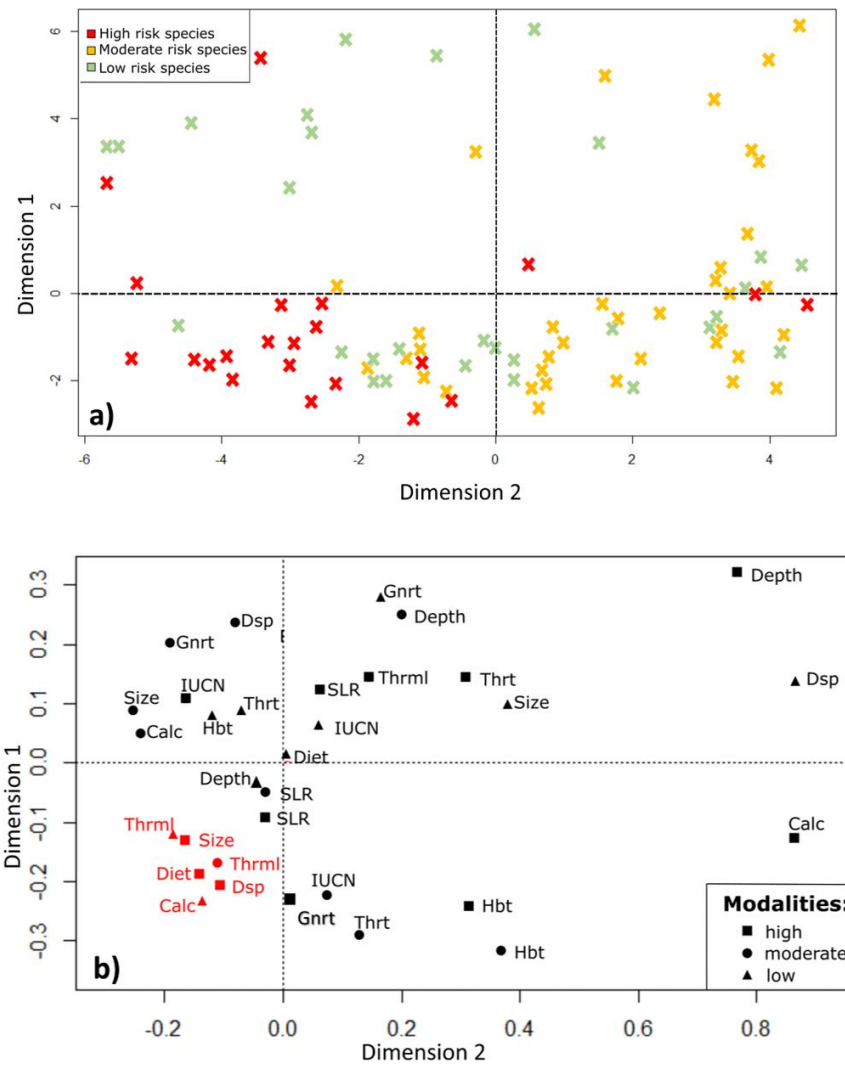 6
High risk species
Moderate risk species
Low risk species
4
2
0
-2
Dimension 1
a)
-6
-4
-2
0
2
4
Dimension 2
0.3
0.2
0.1
0.0
-0.1
-0.2
-0.3
Dimension 1
Depth
Gnrt
Depth
Dsp
Gnrt
IUCN
SLR
Thrml
Thrt
Dsp
Size
Thrt
Size
Hbt
IUCN
Calc
Diet
Depth
SLR
SLR
Calc
Thrml
Size
Thrml
Diet
Dsp
IUCN
Calc
Gnrt
Hbt
Thrt
Hbt
Modalities:
high
moderate
low
b)
-0.2
0.0
0.2
0.4
0.6
0.8
Dimension 2